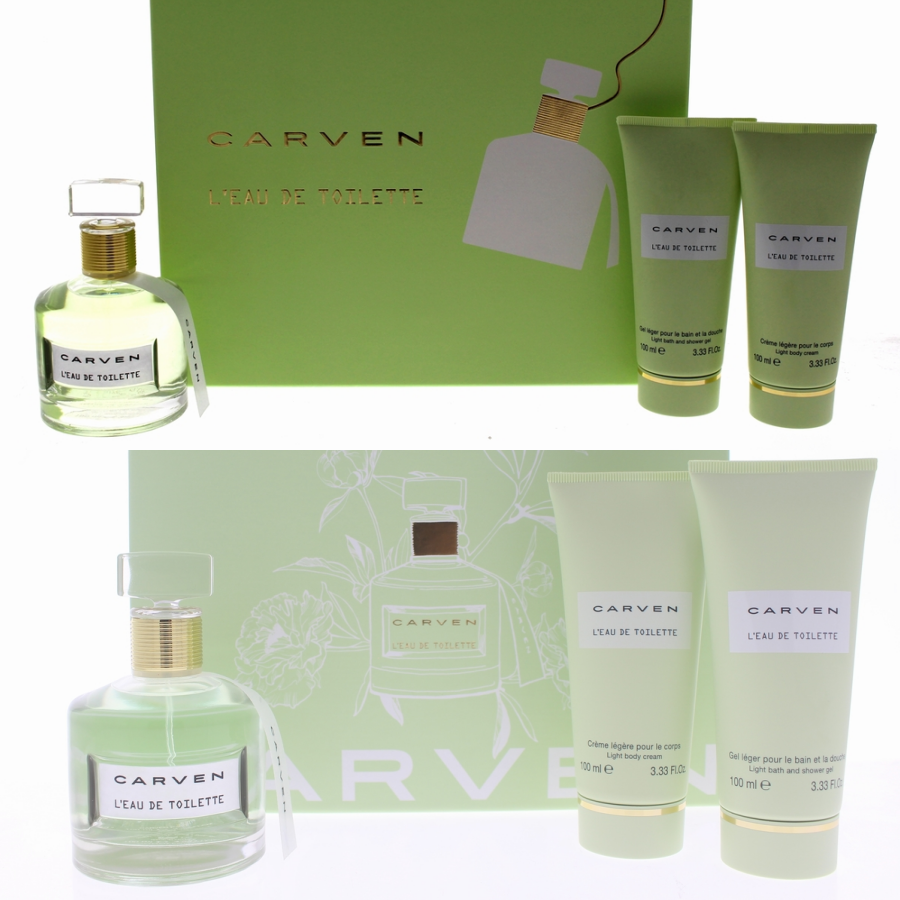 CARVEN
L'EAU DE TOILETTE
CARVEN
L'EAU DE TOILETTE
CARVEN
CARVEN
L'EAU DE TOILETTE
Gel léger pour le bain et la douche
Light bath and shower gel
100 ml e 3.33 Fl.Oz
CARVEN
L'EAU DE TOILETTE
Crème légère pour le corps
Light body cream
100 ml e 3.33 Fl.Oz.
CARVEN
L'EAU DE TOILETTE
ARVEN
CARVEN
L'EAU DE TOILETTE
CARVEN
CARVEN
L'EAU DE TOILETTE
Crème légère pour le corps
Light body cream
100 ml e 3.33 Fl.Oz.
CARVEN
L'EAU DE TOILETTE
Gel léger pour le bain et la douche
Light bath and shower gel
100 ml e 3.33 Fl.Oz